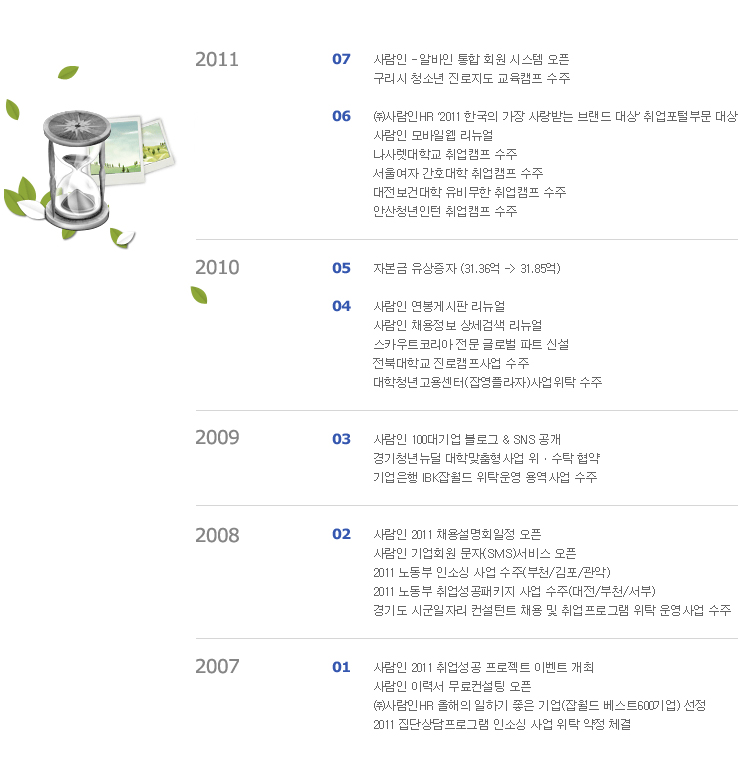 2011 07 사람인 - 알바인 통합 회원 시스템 오픈
구리시 청소년 진로지도 교육캠프 수주
06 ㈜사람인HR '2011 한국의 가장 사랑받는 브랜드 대상' 취업포털부문 대상
사람인 모바일웹 리뉴얼
나사렛대학교 취업캠프 수주
서울여자 간호대학 취업캠프 수주
대전보건대학 유비무한 취업캠프 수주
안산청년인턴 취업캠프 수주
2010 05 자본금 유상증자 (31.36억 -> 31.85억)
04 사람인 연봉게시판 리뉴얼
사람인 채용정보 상세검색 리뉴얼
스카우트코리아 전문 글로벌 파트 신설
전북대학교 진로캠프사업 수주
대학청년고용센터(잡영플라자)사업위탁 수주
2009 03 사람인 100대기업 블로그 & SNS 공개
경기청년뉴딜 대학맞춤형사업 위 · 수탁 협약
기업은행 IBK잡월드 위탁운영 용역사업 수주
2008 02 사람인 2011 채용설명회일정 오픈
사람인 기업회원 문자(SMS)서비스 오픈
2011 노동부 인소싱 사업 수주(부천/김포/관악)
2011 노동부 취업성공패키지 사업 수주(대전/부천/서부)
경기도 시군일자리 컨설턴트 채용 및 취업프로그램 위탁 운영사업 수주
2007 01 사람인 2011 취업성공 프로젝트 이벤트 개최
사람인 이력서 무료컨설팅 오픈
㈜사람인HR 올해의 일하기 좋은 기업(잡월드 베스트600기업) 선정
2011 집단상담프로그램 인소싱 사업 위탁 약정 체결